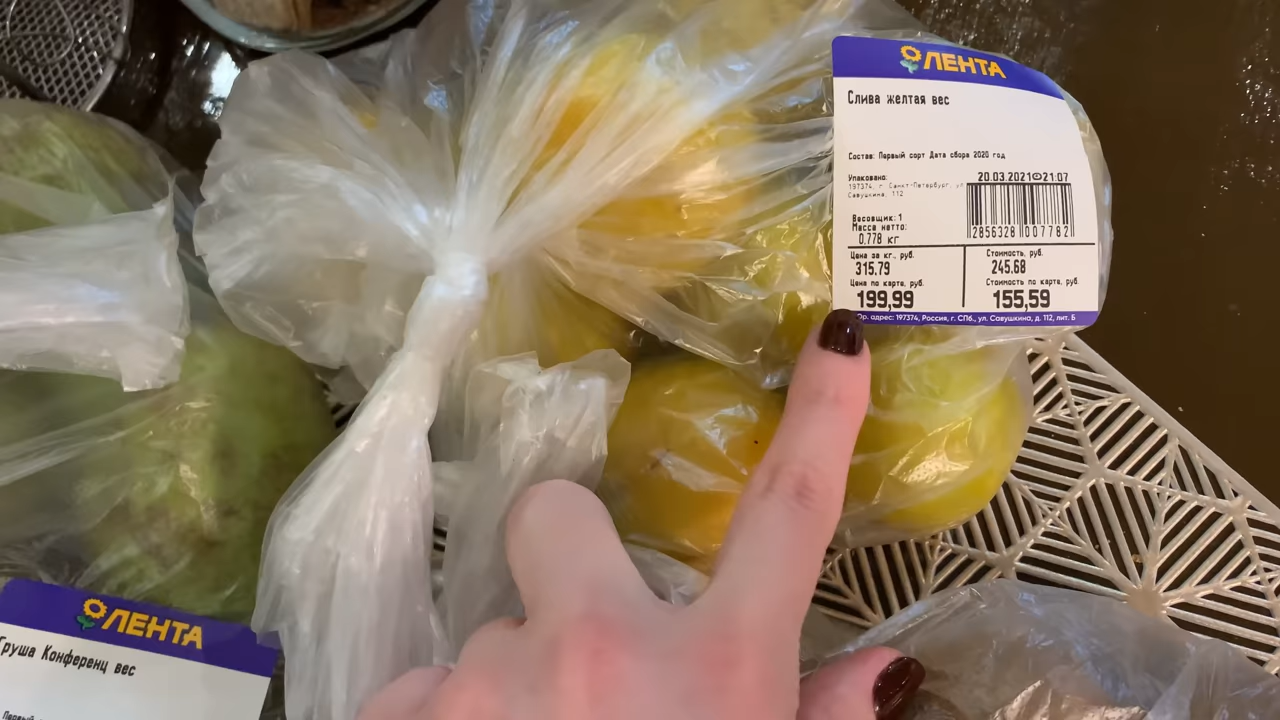 ЛЕНТА
Слива желтая вес
Состав: Первый сорт Дата сбора 2020 год
Упаковано:
20.03.2021 21:07
197374, г. Санкт-Петербург, ул
Савушкина, 112
Весовщик: 1
Масса нетто:
0.778 кг
2856328 007782
Цена за кг., руб.
315.79
Стоимость, руб.
245.68
Цена по карте, руб.
199,99
Стоимость по карте, руб.
155,59
Юр. адрес: 197374, Россия, г. СПб., ул. Савушкина, д. 112, лит. Б
ЛЕНТА
Груша Конференц вес
Первый